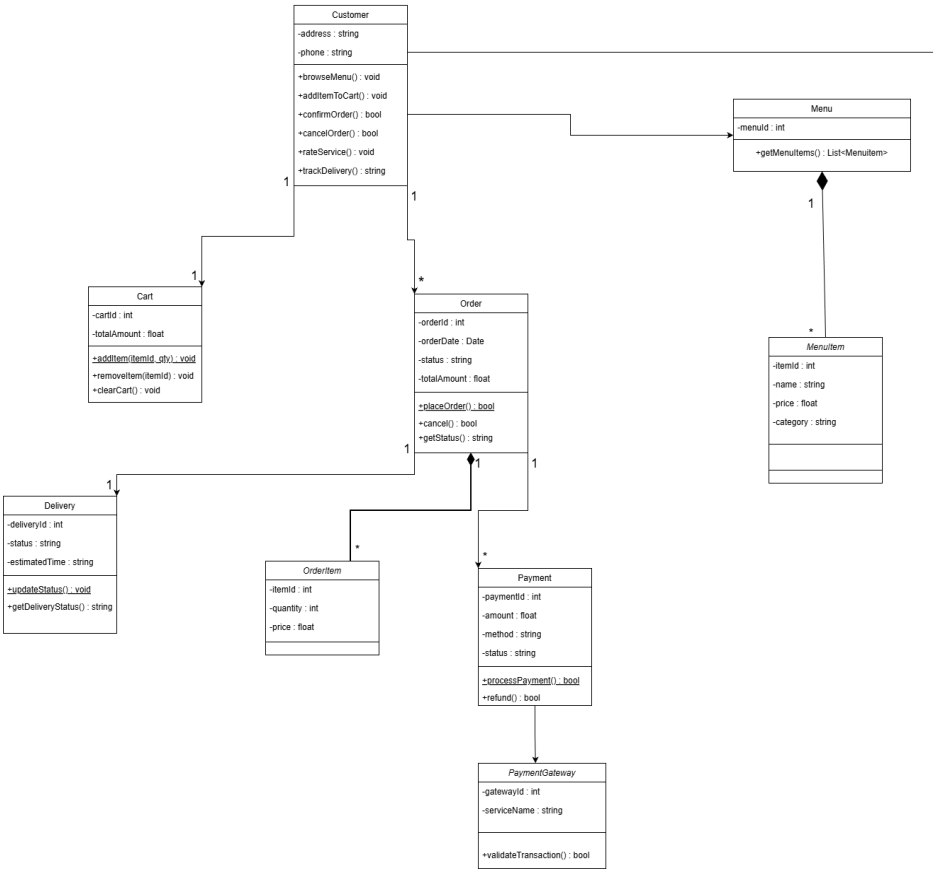 Customer
-address : string
-phone : string
+browseMenu() : void
+addItemToCart() : void
+confirmOrder() : bool
+cancelOrder() : bool
+rateService() : void
+trackDelivery() : string
1
1
Menu
-menuId : int
+getMenuItems() : List<Menuitem>
1
*
1
*
Cart
-cartId : int
-totalAmount : float
+addItem(itemId, qty) : void
+removeItem(itemId) : void
+clearCart() : void
Order
-orderId : int
-orderDate : Date
-status : string
-totalAmount : float
+placeOrder() : bool
+cancel() : bool
+getStatus() : string
MenuItem
-itemId : int
-name : string
-price : float
-category : string
1
1
1
1
*
*
Delivery
-deliveryId : int
-status : string
-estimatedTime : string
+updateStatus() : void
+getDeliveryStatus() : string
OrderItem
-itemId : int
-quantity : int
-price : float
Payment
-paymentId : int
-amount : float
-method : string
-status : string
+processPayment() : bool
+refund() : bool
PaymentGateway
-gatewayId : int
-serviceName : string
+validateTransaction() : bool